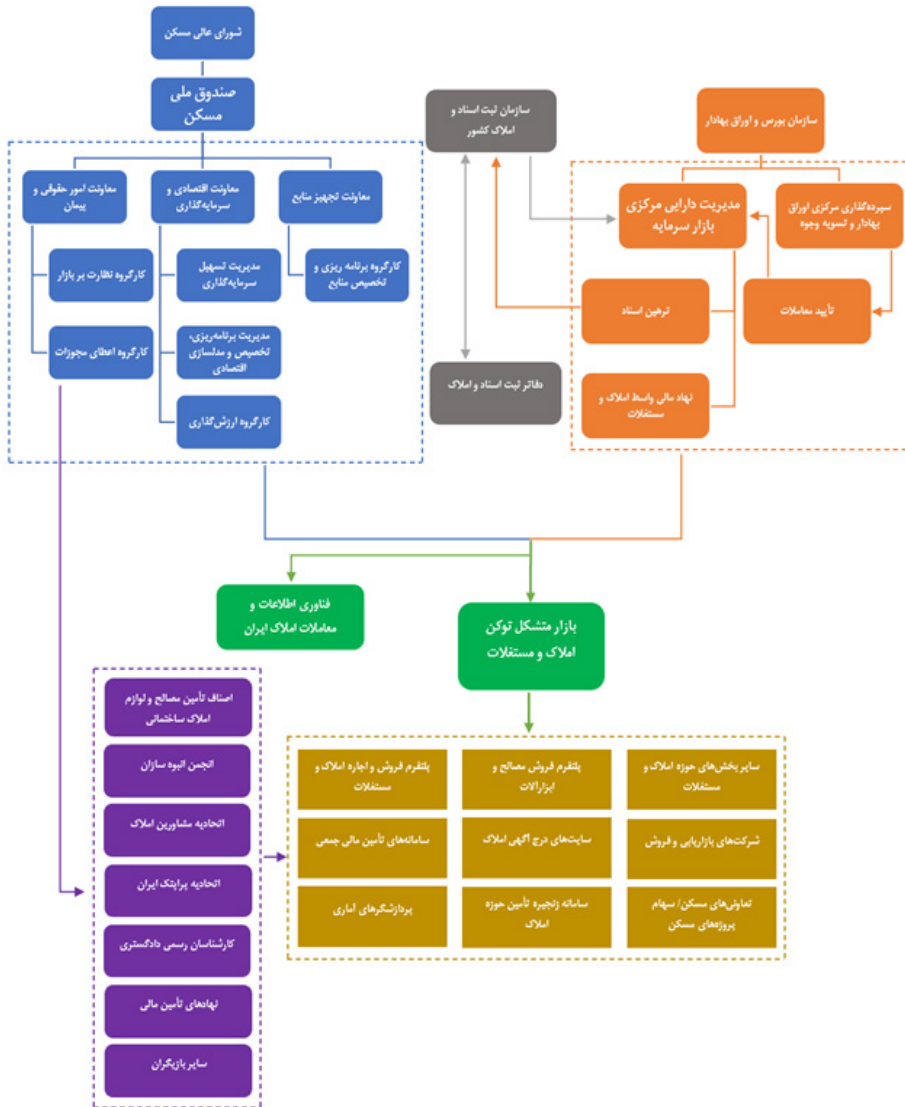 شورای عالی مسکن
صندوق ملی
مسکن
معاونت امور حقوقی و
پیمان
معاونت اقتصادی و
سرمایه‌گذاری
معاونت تجهیز منابع
کارگروه نظارت بر بازار
کارگروه اعطای مجوزات
مدیریت تسهیل
سرمایه‌گذاری
مدیریت برنامه‌ریزی،
تخصیص و مدلسازی
اقتصادی
کارگروه ارزش‌گذاری
کارگروه برنامه ریزی و
تخصیص منابع
سازمان ثبت اسناد و
املاک کشور
دفاتر ثبت اسناد و املاک
سازمان بورس و اوراق بهادار
مدیریت دارایی مرکزی
بازار سرمایه
سپرده‌گذاری مرکزی اوراق
بهادار و تسویه وجوه
ترهین اسناد
تأیید معاملات
نهاد مالی واسط املاک و
مستغلات
فناوری اطلاعات و
معاملات املاک ایران
بازار متشکل توکن
املاک و مستغلات
اصناف تأمین مصالح و لوازم
املاک ساختمانی
انجمن انبوه سازان
اتحادیه مشاورین املاک
اتحادیه پراپتک ایران
کارشناسان رسمی دادگستری
نهادهای تأمین مالی
سایر بازیگران
سایر بخش‌های حوزه املاک و
مستغلات
پلتفرم فروش مصالح و
ابزارآلات
پلتفرم فروش و اجاره املاک و
مستغلات
شرکت‌های بازاریابی و فروش
سایت‌های درج آگهی املاک
سامانه‌های تأمین مالی جمعی
تعاونی‌های مسکن/ سهام
پروژه‌های مسکن
سامانه زنجیره تأمین حوزه
املاک
پردازشگرهای آماری